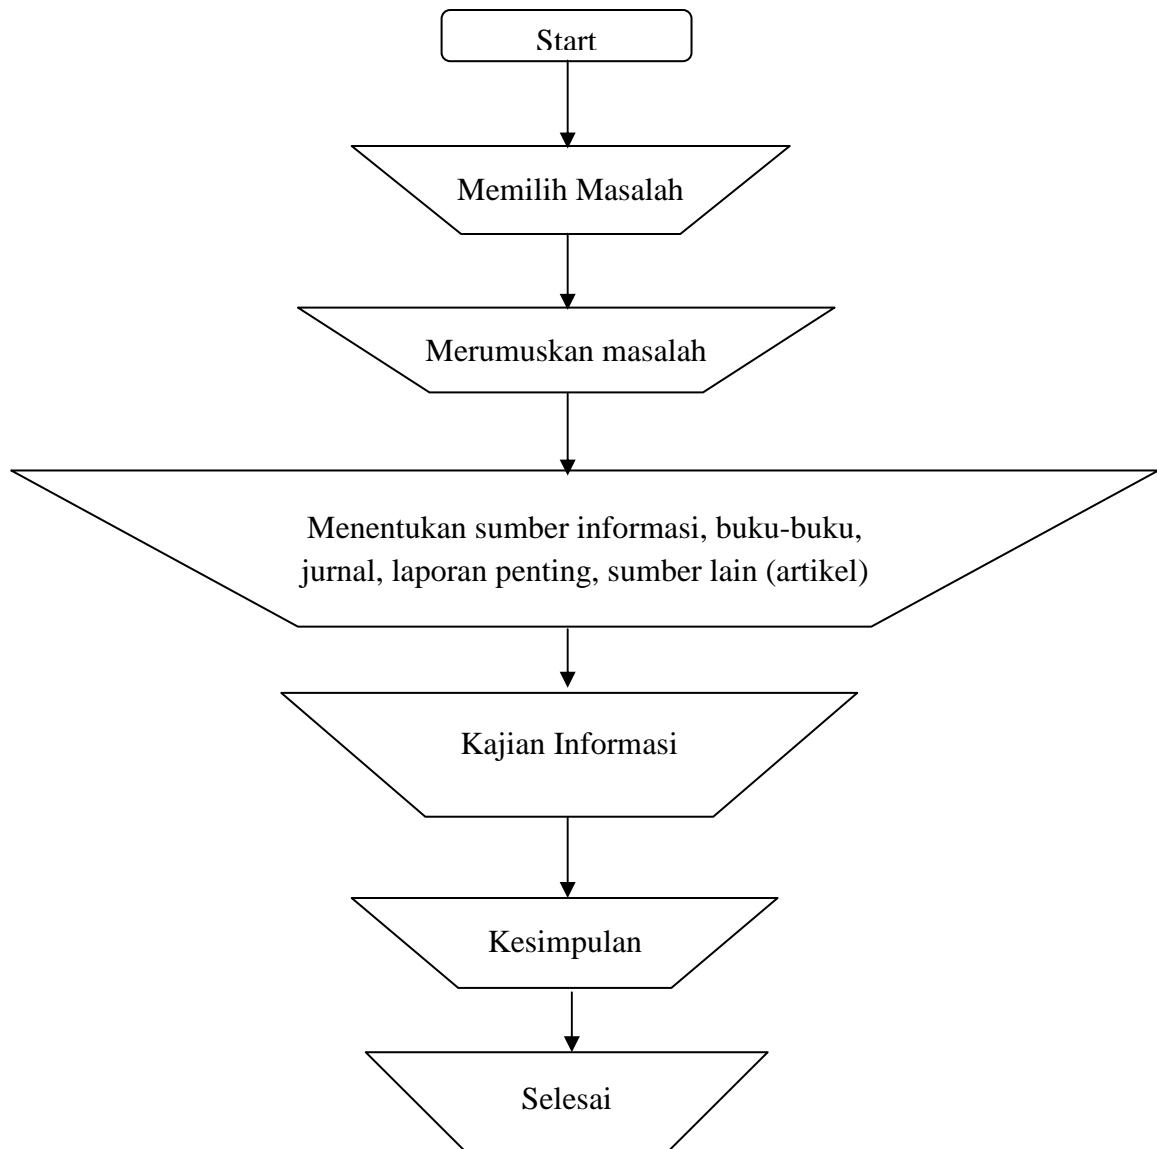 Start
Memilih Masalah
Merumuskan masalah
Menentukan sumber informasi, buku-buku,
jurnal, laporan penting, sumber lain (artikel)
Kajian Informasi
Kesimpulan
Selesai